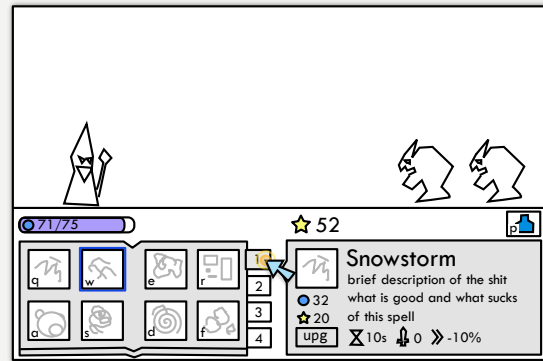 71/75
52
p
q
w
e
r
a
s
d
f
1
2
3
4
Snowstorm
brief description of the shit
what is good and what sucks
of this spell
32
20
upg
10s 0 -10%